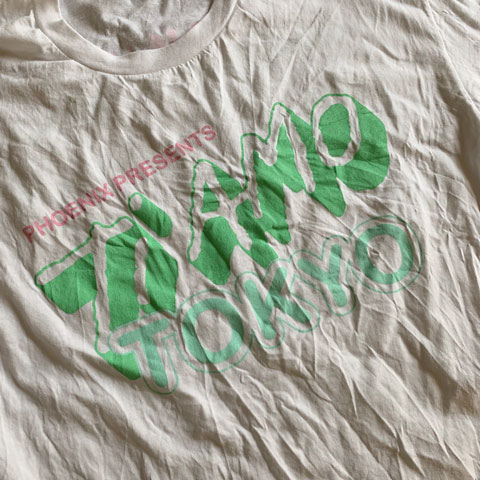 PHOENIX PRESENTS
Ti AMO
TOKYO